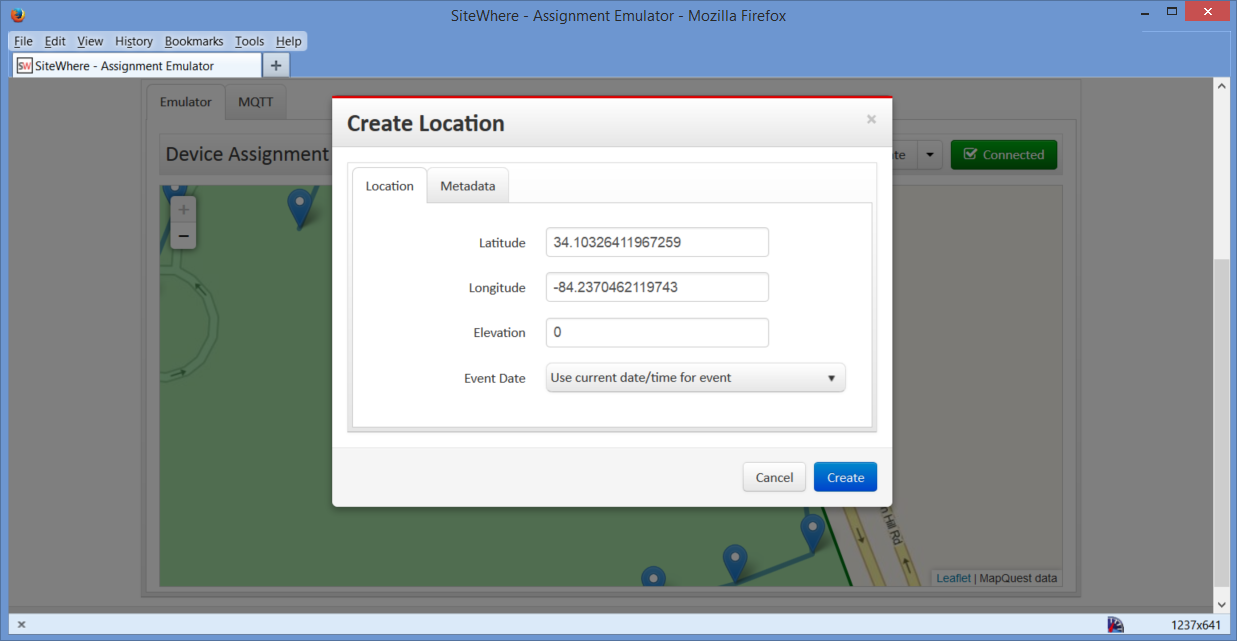 SiteWhere - Assignment Emulator - Mozilla Firefox
File Edit View History Bookmarks Tools Help
SW SiteWhere - Assignment Emulator +
Emulator MQTT
Create Location ×
Device Assignment
Connected
Location Metadata
+
−
Latitude 34.10326411967259
Longitude -84.2370462119743
Elevation 0
Event Date Use current date/time for event
Cancel Create
Hill Rd
Leaflet | MapQuest data
× 1237x641